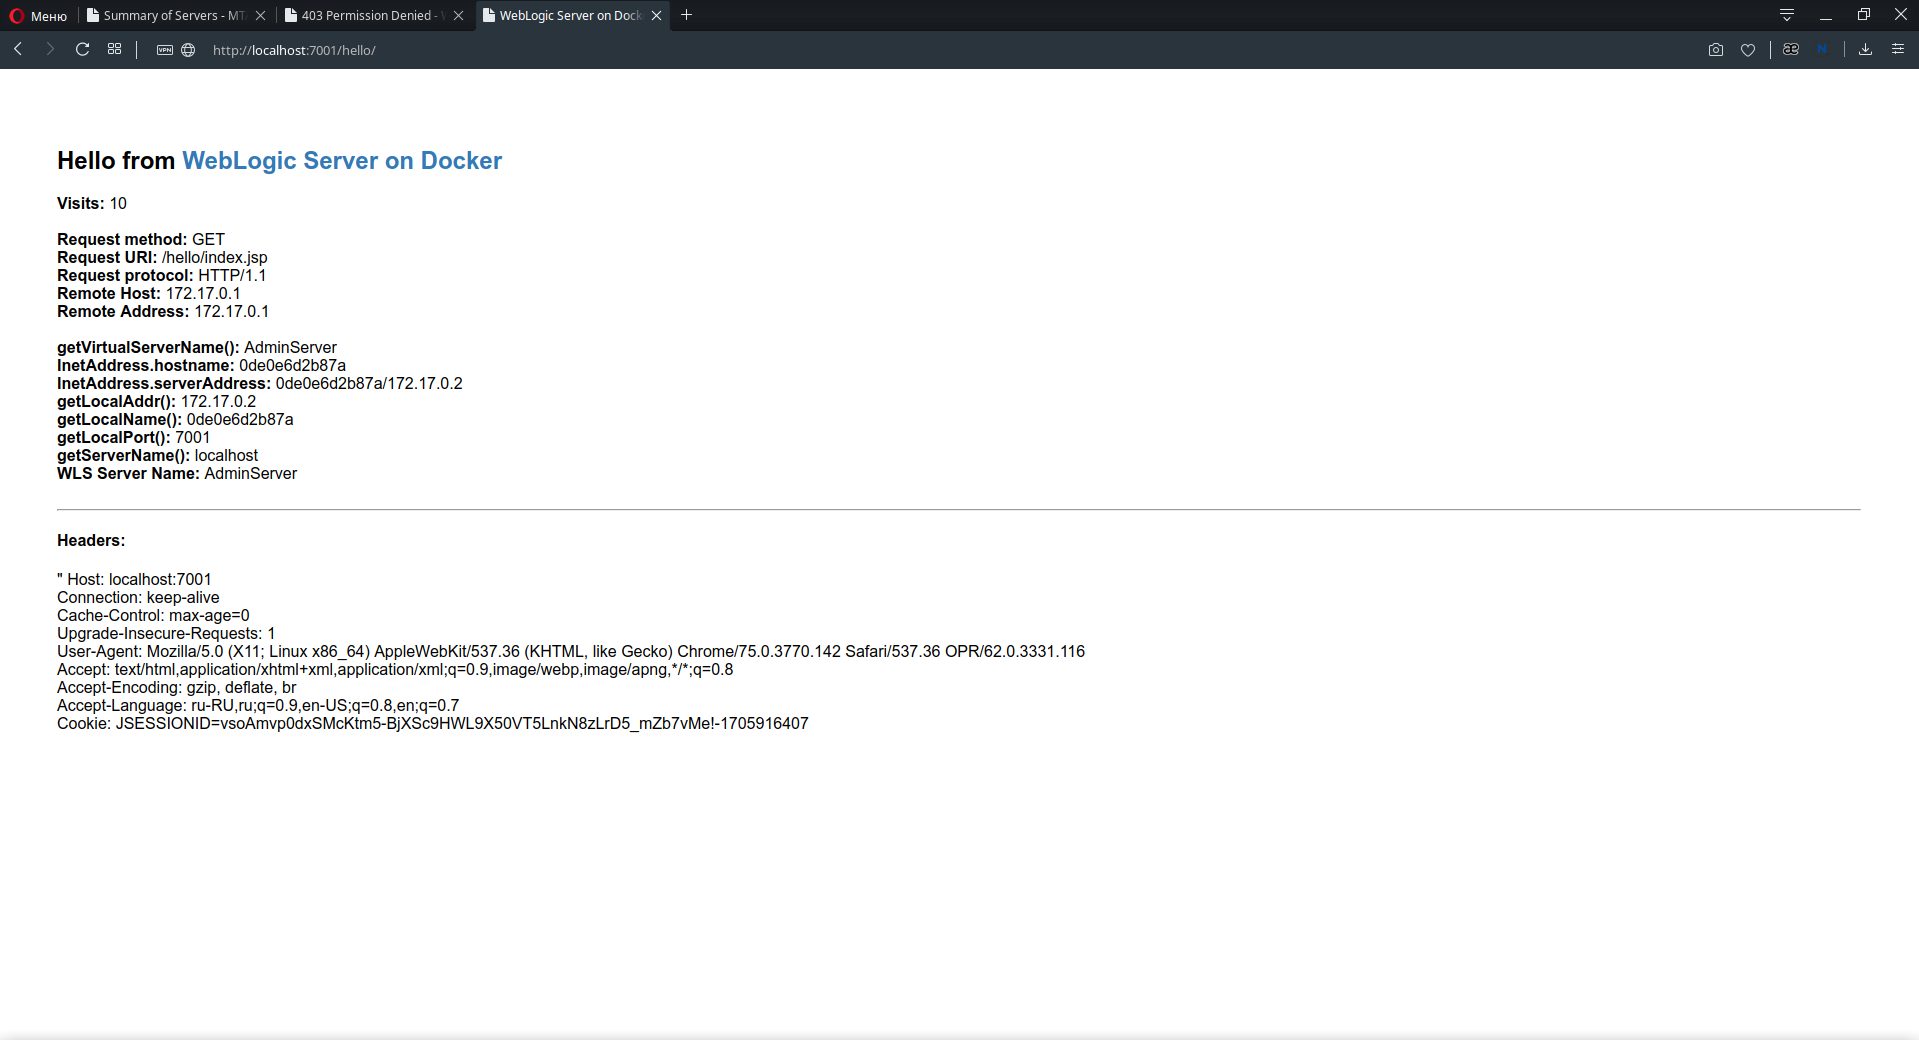 Меню
Summary of Servers - MT
403 Permission Denied -
WebLogic Server on Dock
VPN http://localhost:7001/hello/
Hello from WebLogic Server on Docker
Visits: 10
Request method: GET
Request URI: /hello/index.jsp
Request protocol: HTTP/1.1
Remote Host: 172.17.0.1
Remote Address: 172.17.0.1
getVirtualServerName(): AdminServer
InetAddress.hostname: 0de0e6d2b87a
InetAddress.serverAddress: 0de0e6d2b87a/172.17.0.2
getLocalAddr(): 172.17.0.2
getLocalName(): 0de0e6d2b87a
getLocalPort(): 7001
getServerName(): localhost
WLS Server Name: AdminServer
Headers:
" Host: localhost:7001
Connection: keep-alive
Cache-Control: max-age=0
Upgrade-Insecure-Requests: 1
User-Agent: Mozilla/5.0 (X11; Linux x86_64) AppleWebKit/537.36 (KHTML, like Gecko) Chrome/75.0.3770.142 Safari/537.36 OPR/62.0.3331.116
Accept: text/html,application/xhtml+xml,application/xml;q=0.9,image/webp,image/apng,*/*;q=0.8
Accept-Encoding: gzip, deflate, br
Accept-Language: ru-RU,ru;q=0.9,en-US;q=0.8,en;q=0.7
Cookie: JSESSIONID=vsoAmvp0dxSMcKtm5-BjXSc9HWL9X50VT5LnkN8zLrD5_mZb7vMe!-1705916407